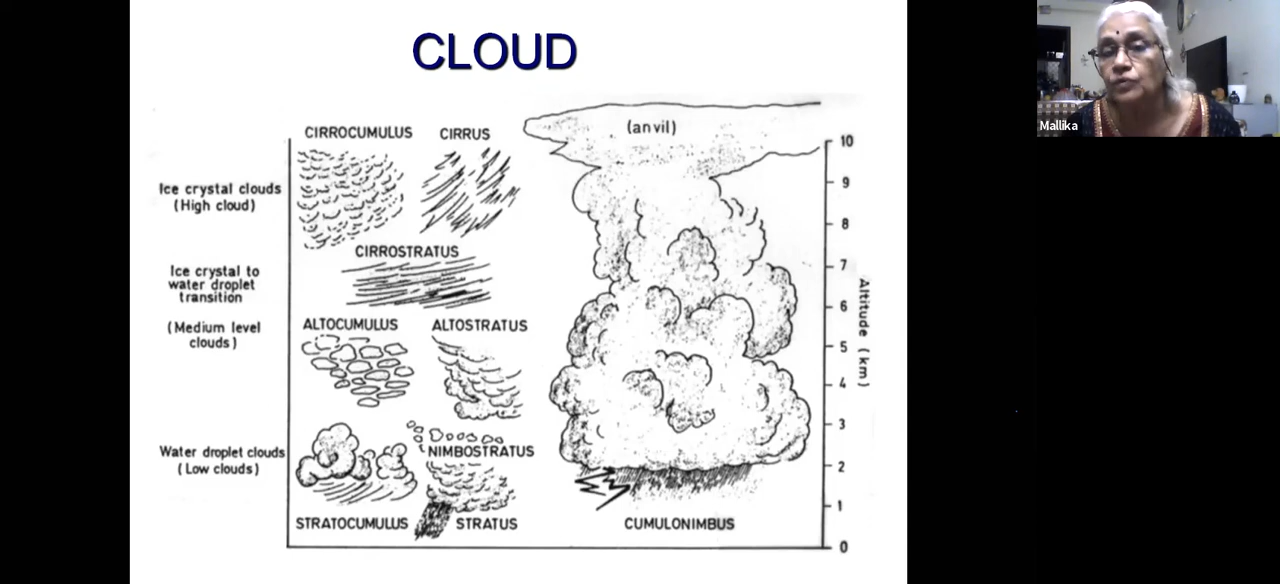 CLOUD
Mallika
CIRROCUMULUS
CIRRUS
(anvil)
Ice crystal clouds
(High cloud)
CIRROSTRATUS
Ice crystal to
water droplet
transition
(Medium level
clouds)
ALTOCUMULUS
ALTOSTRATUS
Water droplet clouds
(Low clouds)
NIMBOSTRATUS
STRATOCUMULUS
STRATUS
CUMULONIMBUS
10
9
8
7
6
5
4
3
2
1
0
Altitude (km)